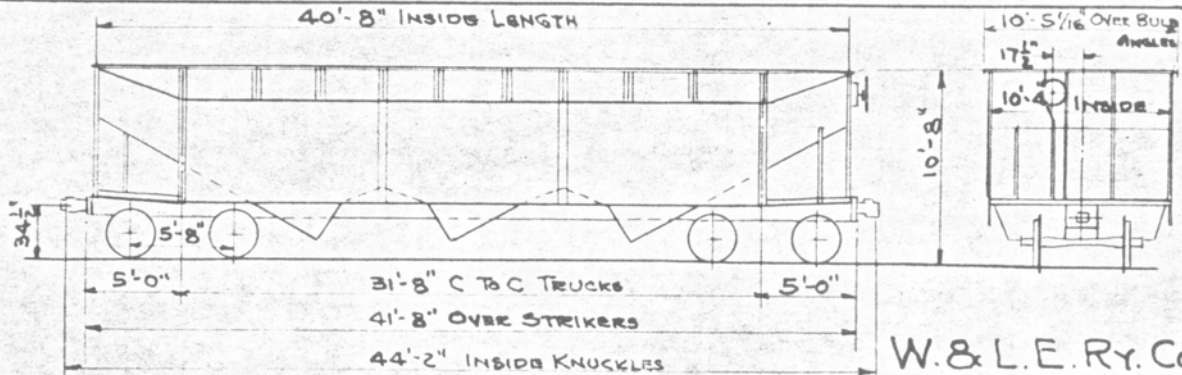 40'-8" INSIDE LENGTH
10'-5 1/16" OVER BULB
ANGLES
17 1/2"
10'-4" INSIDE
10'-8"
34 1/2"
5'-8"
5'-0" 31'-8" C TO C TRUCKS 5'-0"
41'-8" OVER STRIKERS
44'-2" INSIDE KNUCKLES
W. & L. E. RY. Co